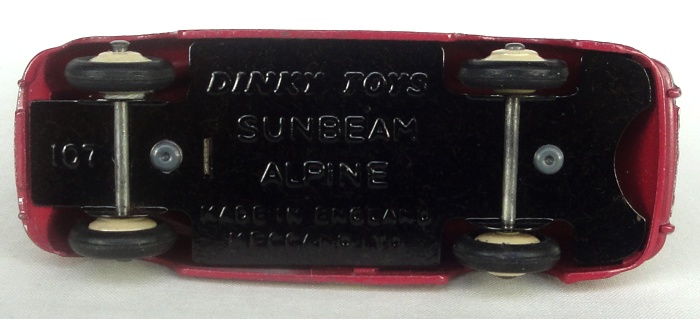 DINKY TOYS
SUNBEAM
107
ALPINE
MADE IN ENGLAND
MECCANO LTD